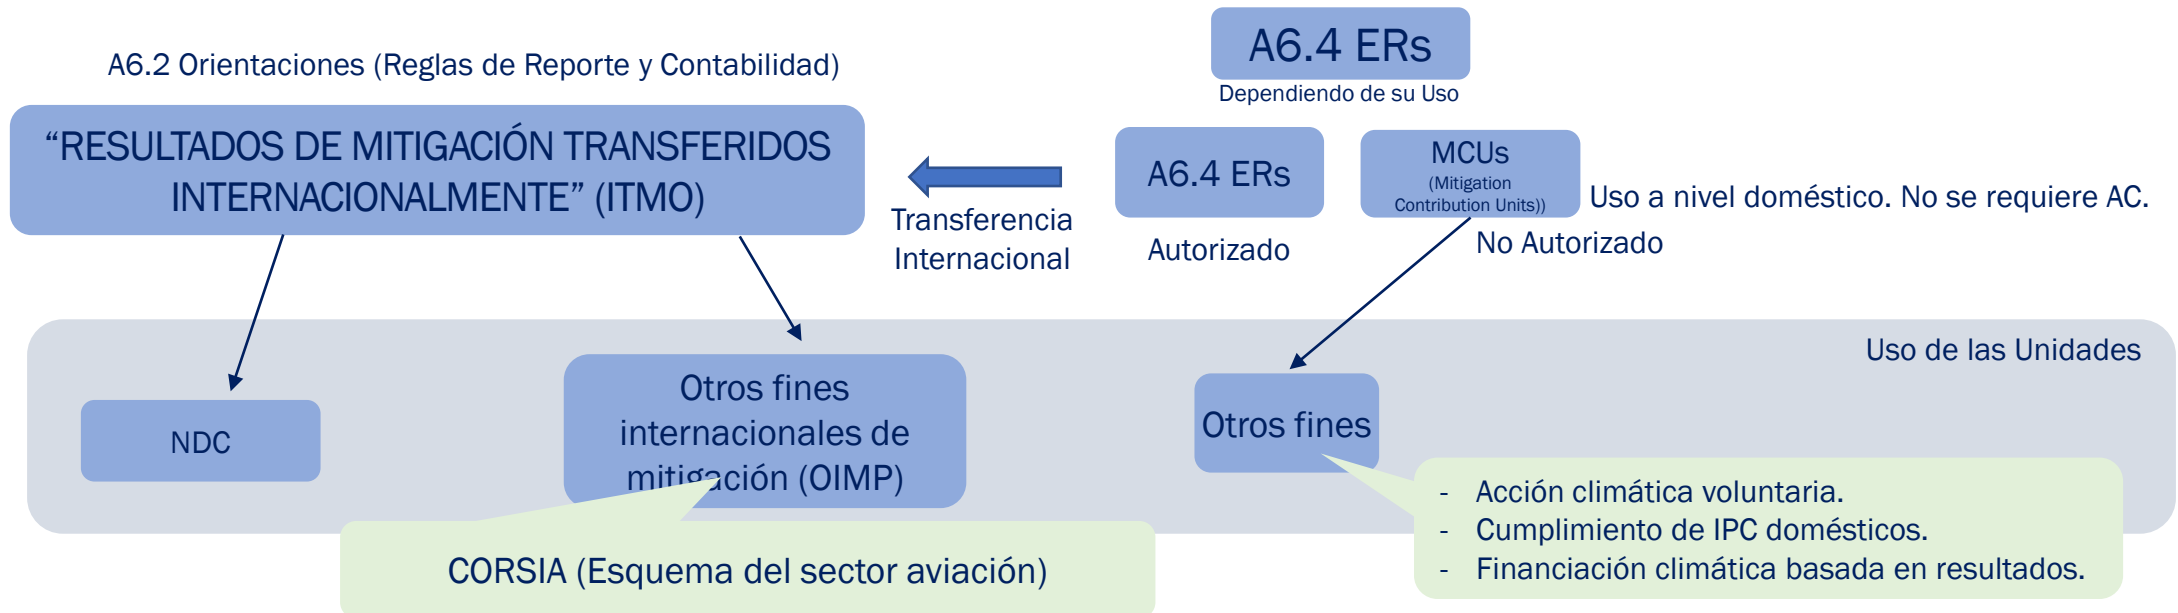 A6.2 Orientaciones (Reglas de Reporte y Contabilidad)
“RESULTADOS DE MITIGACIÓN TRANSFERIDOS
INTERNACIONALMENTE” (ITMO)
Transferencia
Internacional
A6.4 ERs
Dependiendo de su Uso
A6.4 ERs
Autorizado
MCUs
(Mitigation
Contribution Units))
Uso a nivel doméstico. No se requiere AC.
No Autorizado
Uso de las Unidades
NDC
Otros fines
internacionales de
mitigación (OIMP)
CORSIA (Esquema del sector aviación)
Otros fines
- Acción climática voluntaria.
- Cumplimiento de IPC domésticos.
- Financiación climática basada en resultados.